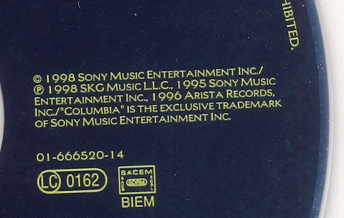 HIBITED.
© 1998 SONY MUSIC ENTERTAINMENT INC./
℗ 1998 SKG MUSIC L.L.C., 1995 SONY MUSIC
ENTERTAINMENT INC., 1996 ARISTA RECORDS,
INC./"COLUMBIA" IS THE EXCLUSIVE TRADEMARK
OF SONY MUSIC ENTERTAINMENT INC.
01-666520-14
LC 0162
SACEM
BIEM